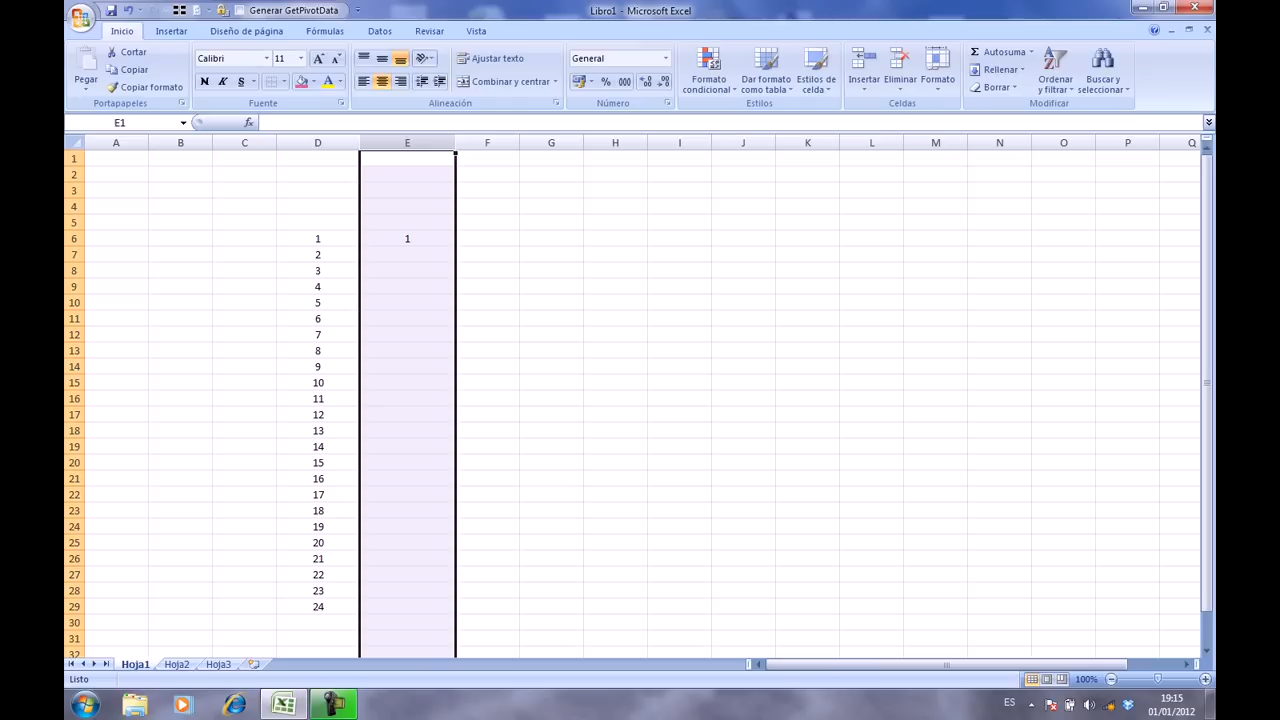 Generar GetPivotData
Libro1 - Microsoft Excel
Inicio Insertar Diseño de página Fórmulas Datos Revisar Vista
Pegar
Cortar
Copiar
Copiar formato
Portapapeles
Calibri 11
N K S
Fuente
Ajustar texto
Combinar y centrar
Alineación
General
% 000
Número
Formato condicional
Dar formato como tabla
Estilos de celda
Estilos
Insertar Eliminar Formato
Celdas
Σ Autosuma
Rellenar
Borrar
Ordenar y filtrar
Buscar y seleccionar
Modificar
E1 fx
A B C D E F G H I J K L M N O P Q
1
2
3
4
5
6 1 1
7 2
8 3
9 4
10 5
11 6
12 7
13 8
14 9
15 10
16 11
17 12
18 13
19 14
20 15
21 16
22 17
23 18
24 19
25 20
26 21
27 22
28 23
29 24
30
31
32
Hoja1 Hoja2 Hoja3
Listo 100%
ES 19:15
01/01/2012